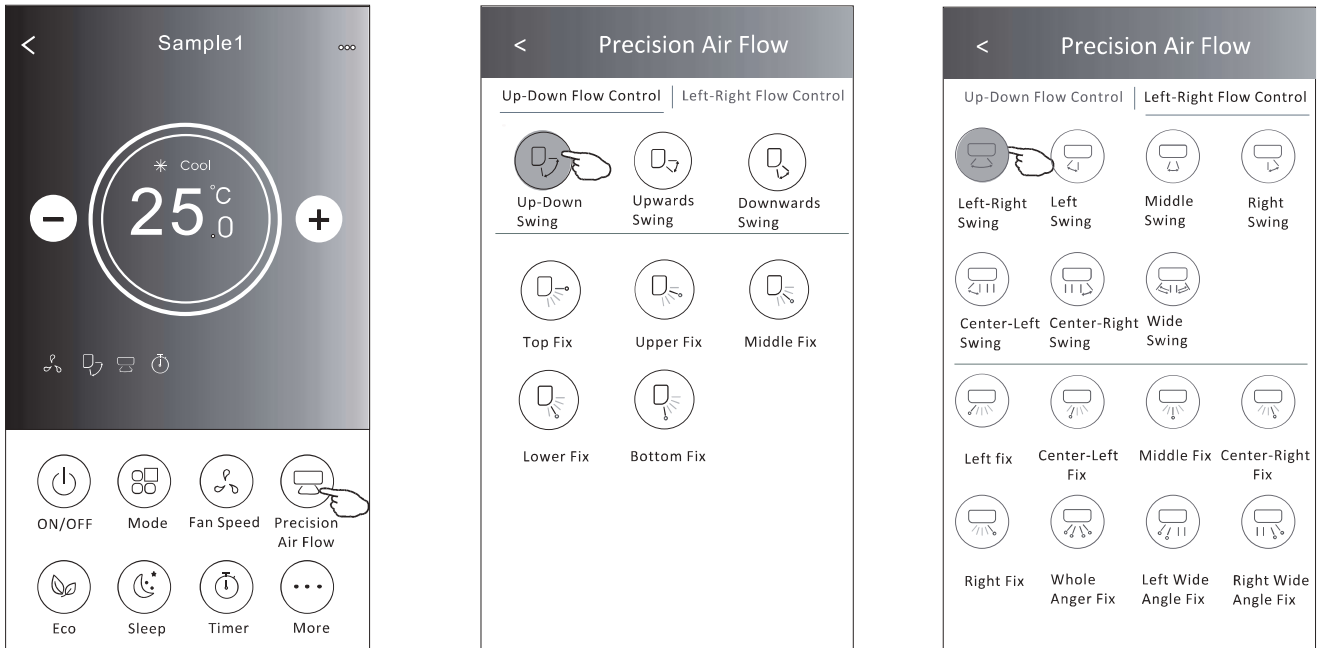 <
Sample1
Cool
25.0 °C
ON/OFF
Mode
Fan Speed
Precision
Air Flow
Eco
Sleep
Timer
More
<
Precision Air Flow
Up-Down Flow Control
Left-Right Flow Control
Up-Down
Swing
Upwards
Swing
Downwards
Swing
Top Fix
Upper Fix
Middle Fix
Lower Fix
Bottom Fix
<
Precision Air Flow
Up-Down Flow Control
Left-Right Flow Control
Left-Right
Swing
Left
Swing
Middle
Swing
Right
Swing
Center-Left
Swing
Center-Right
Swing
Wide
Swing
Left fix
Center-Left
Fix
Middle Fix
Center-Right
Fix
Right Fix
Whole
Anger Fix
Left Wide
Angle Fix
Right Wide
Angle Fix